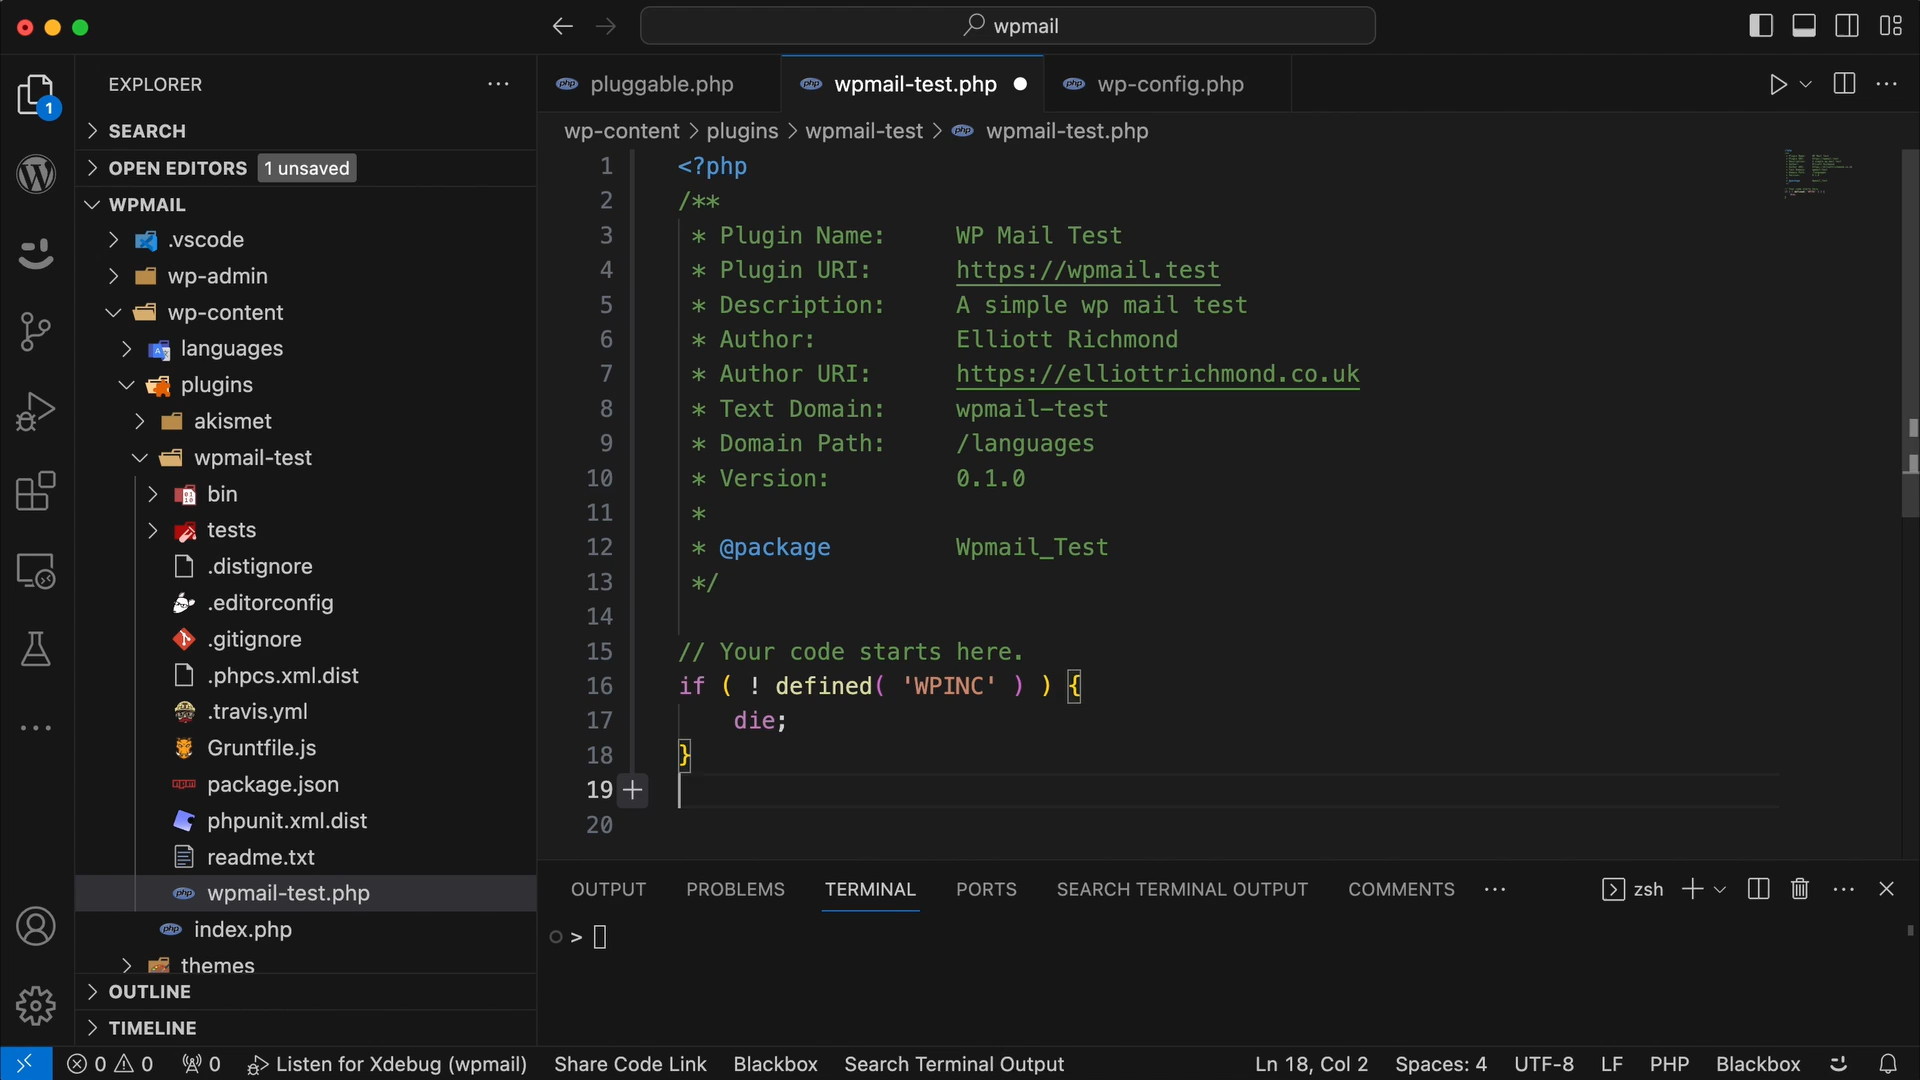 wpmail
EXPLORER
1
SEARCH
OPEN EDITORS 1 unsaved
WPMAIL
.vscode
wp-admin
wp-content
languages
plugins
akismet
wpmail-test
bin
tests
.distignore
.editorconfig
.gitignore
.phpcs.xml.dist
.travis.yml
Gruntfile.js
package.json
phpunit.xml.dist
readme.txt
wpmail-test.php
index.php
themes
OUTLINE
TIMELINE
php pluggable.php
php wpmail-test.php
php wp-config.php
wp-content > plugins > wpmail-test > php wpmail-test.php
1 <?php
2 /**
3 * Plugin Name: WP Mail Test
4 * Plugin URI: https://wpmail.test
5 * Description: A simple wp mail test
6 * Author: Elliott Richmond
7 * Author URI: https://elliottrichmond.co.uk
8 * Text Domain: wpmail-test
9 * Domain Path: /languages
10 * Version: 0.1.0
11 *
12 * @package Wpmail_Test
13 */
14
15 // Your code starts here.
16 if ( ! defined( 'WPINC' ) ) {
17 die;
18 }
19
20
OUTPUT PROBLEMS TERMINAL PORTS SEARCH TERMINAL OUTPUT COMMENTS ··· zsh
>
0 0 0 Listen for Xdebug (wpmail) Share Code Link Blackbox Search Terminal Output Ln 18, Col 2 Spaces: 4 UTF-8 LF PHP Blackbox